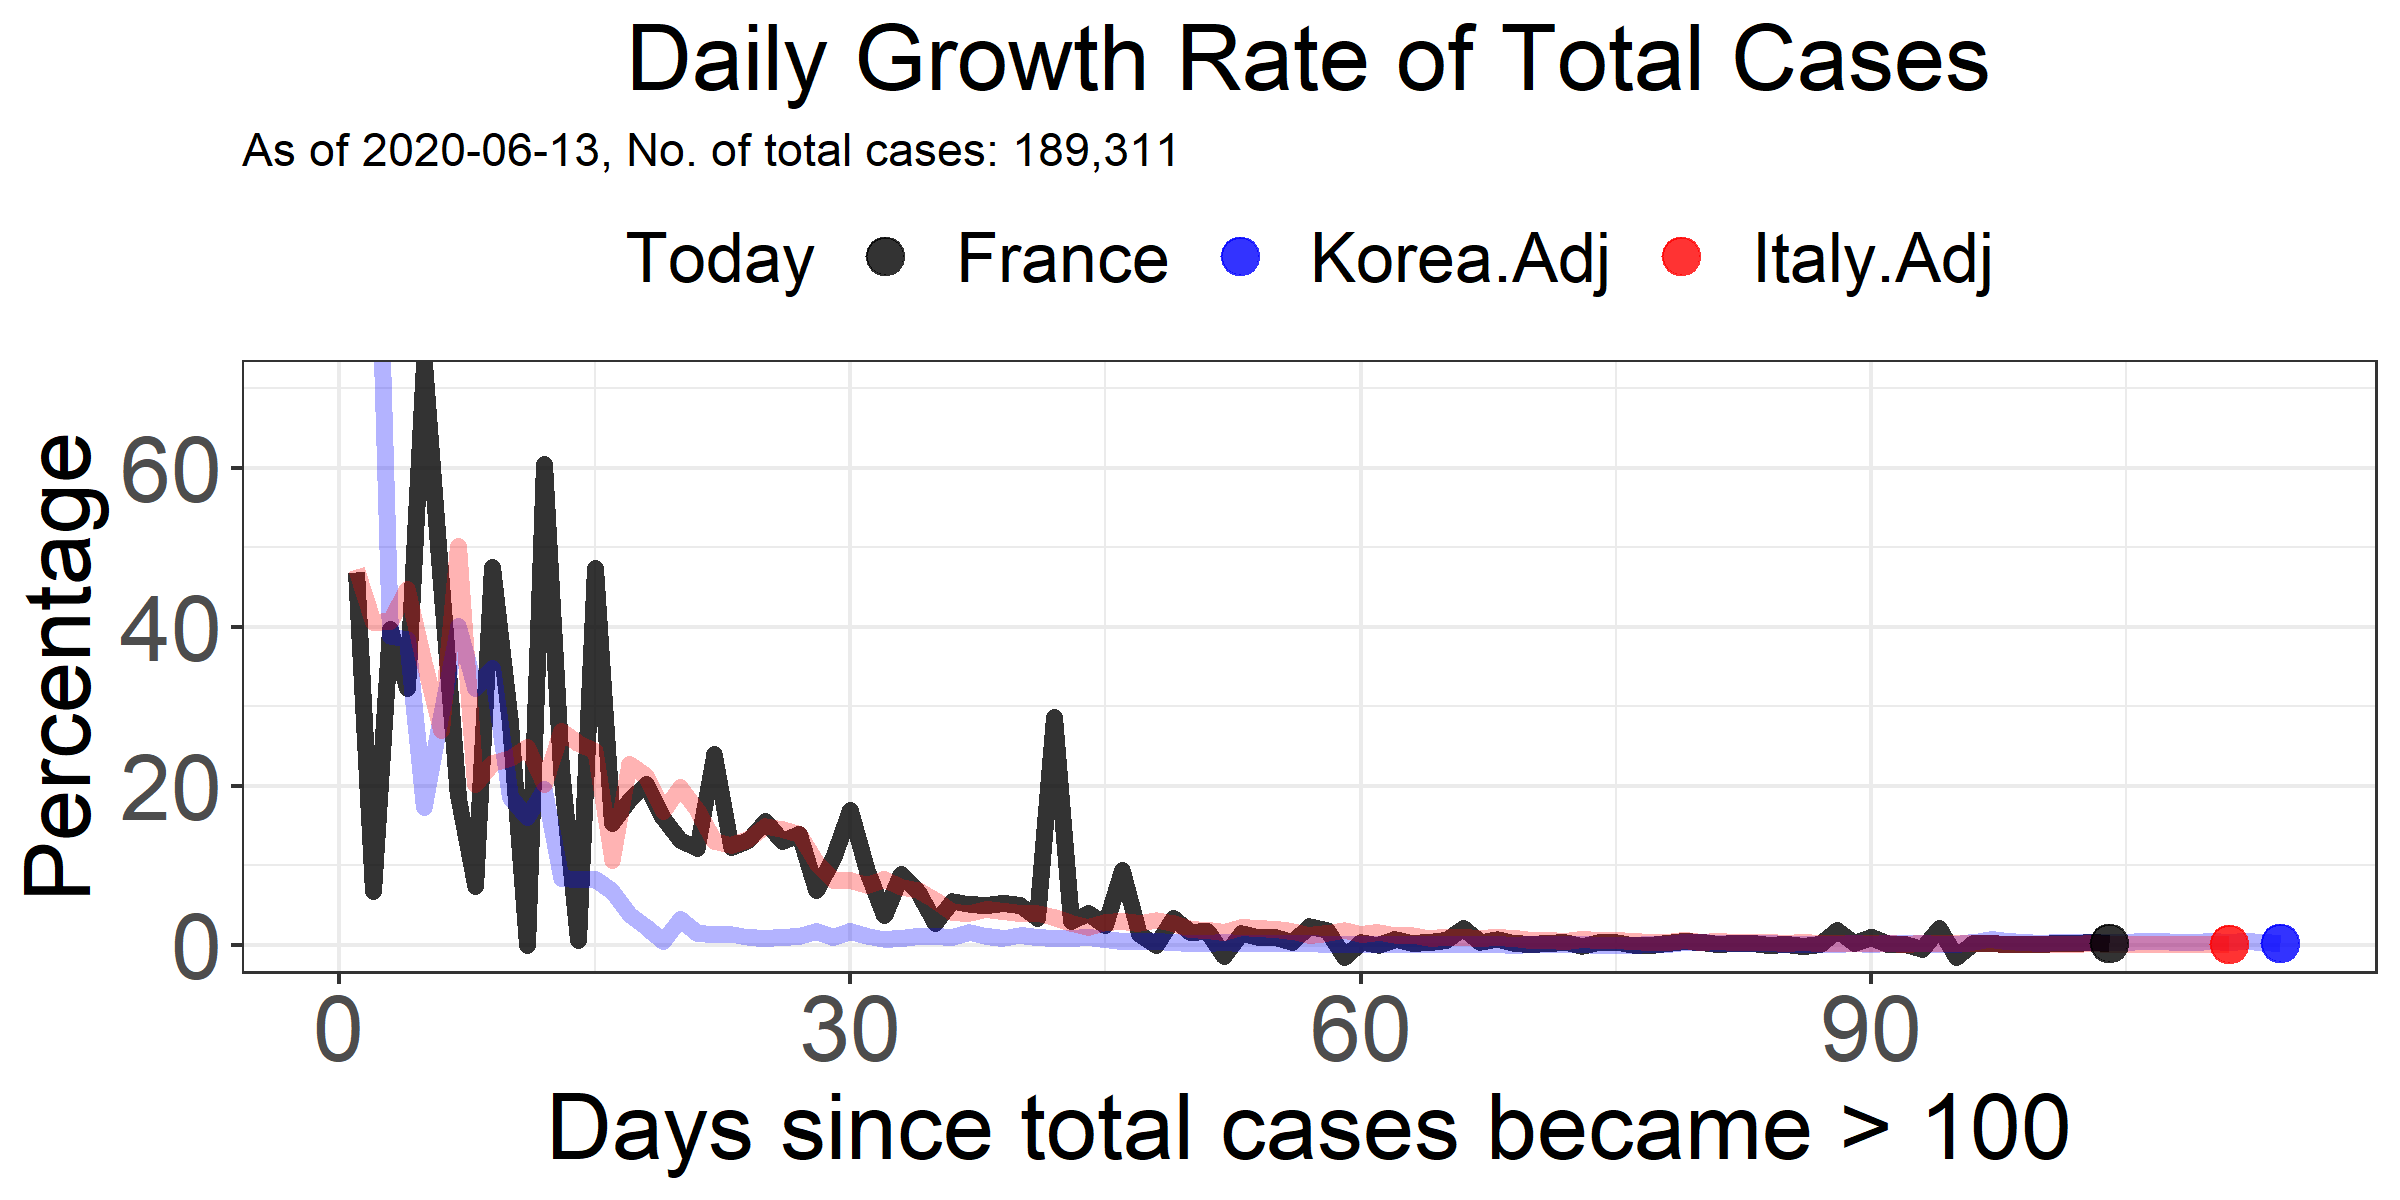 Daily Growth Rate of Total Cases
As of 2020-06-13, No. of total cases: 189,311
Today France Korea.Adj Italy.Adj
Percentage
60
40
20
0
0 30 60 90
Days since total cases became > 100